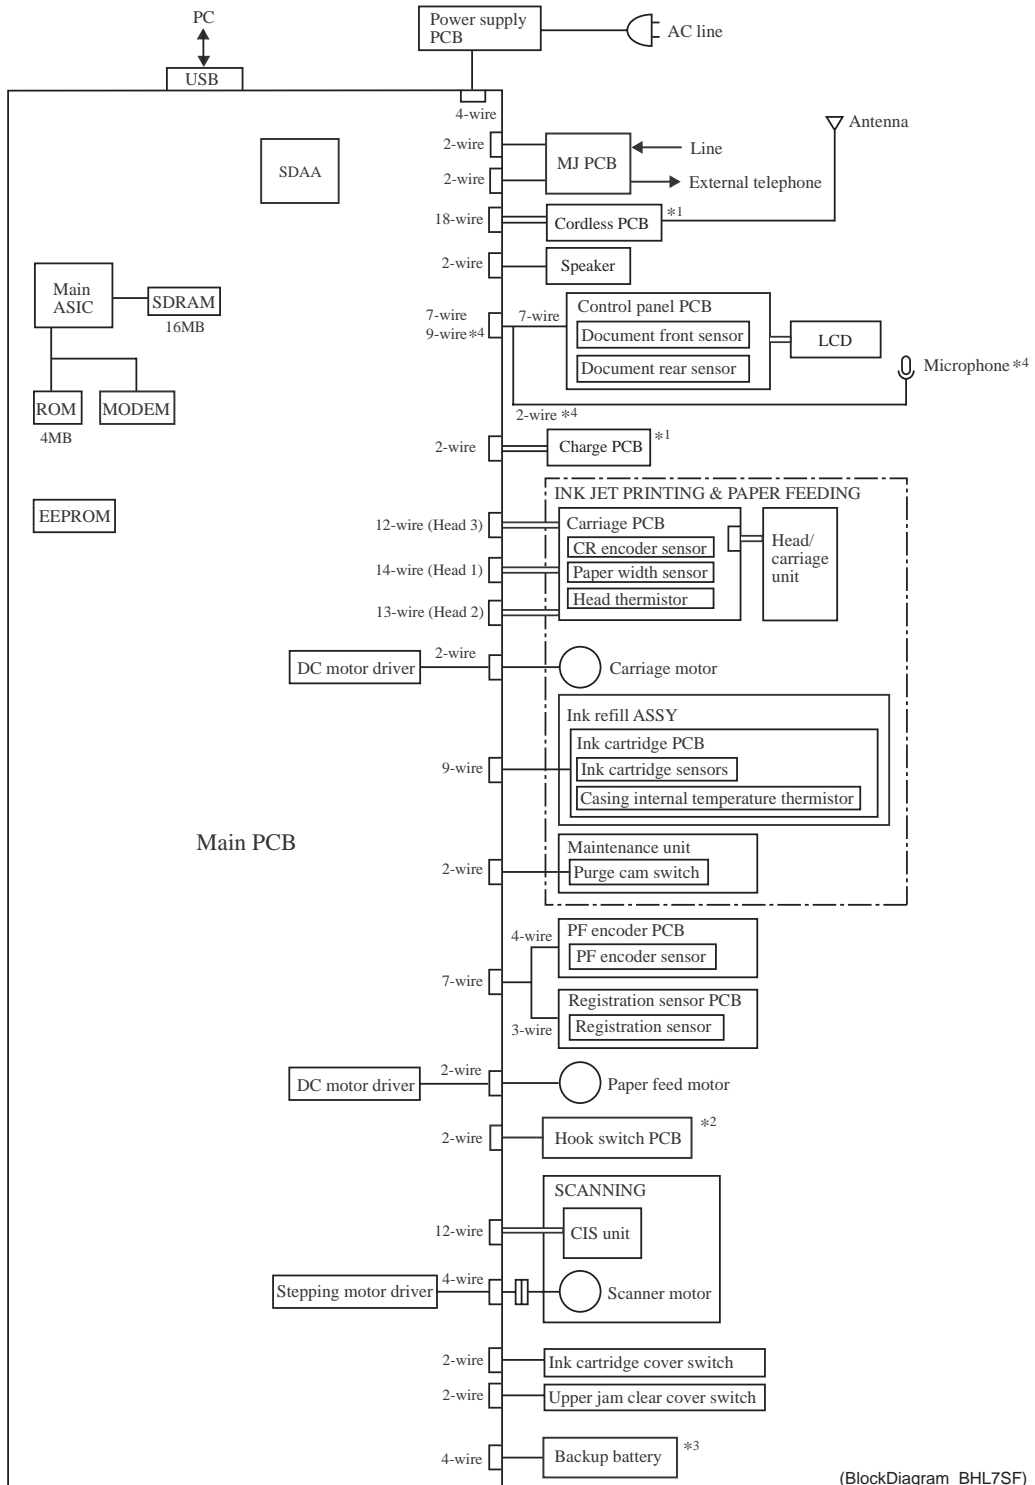 PC
USB
Power supply
PCB
AC line
4-wire
SDAA
2-wire
2-wire
MJ PCB
Line
External telephone
Antenna
18-wire
Cordless PCB
*1
2-wire
Speaker
Main
ASIC
SDRAM
16MB
ROM
4MB
MODEM
EEPROM
7-wire
9-wire *4
7-wire
Control panel PCB
Document front sensor
Document rear sensor
LCD
Microphone *4
2-wire *4
2-wire
Charge PCB
*1
INK JET PRINTING & PAPER FEEDING
12-wire (Head 3)
14-wire (Head 1)
13-wire (Head 2)
Carriage PCB
CR encoder sensor
Paper width sensor
Head thermistor
Head/
carriage
unit
DC motor driver
2-wire
Carriage motor
Ink refill ASSY
Ink cartridge PCB
9-wire
Ink cartridge sensors
Casing internal temperature thermistor
Main PCB
Maintenance unit
2-wire
Purge cam switch
4-wire
PF encoder PCB
PF encoder sensor
7-wire
Registration sensor PCB
3-wire
Registration sensor
DC motor driver
2-wire
Paper feed motor
2-wire
Hook switch PCB
*2
SCANNING
12-wire
CIS unit
Stepping motor driver
4-wire
Scanner motor
2-wire
Ink cartridge cover switch
2-wire
Upper jam clear cover switch
4-wire
Backup battery
*3
(BlockDiagram_BHL7SF)